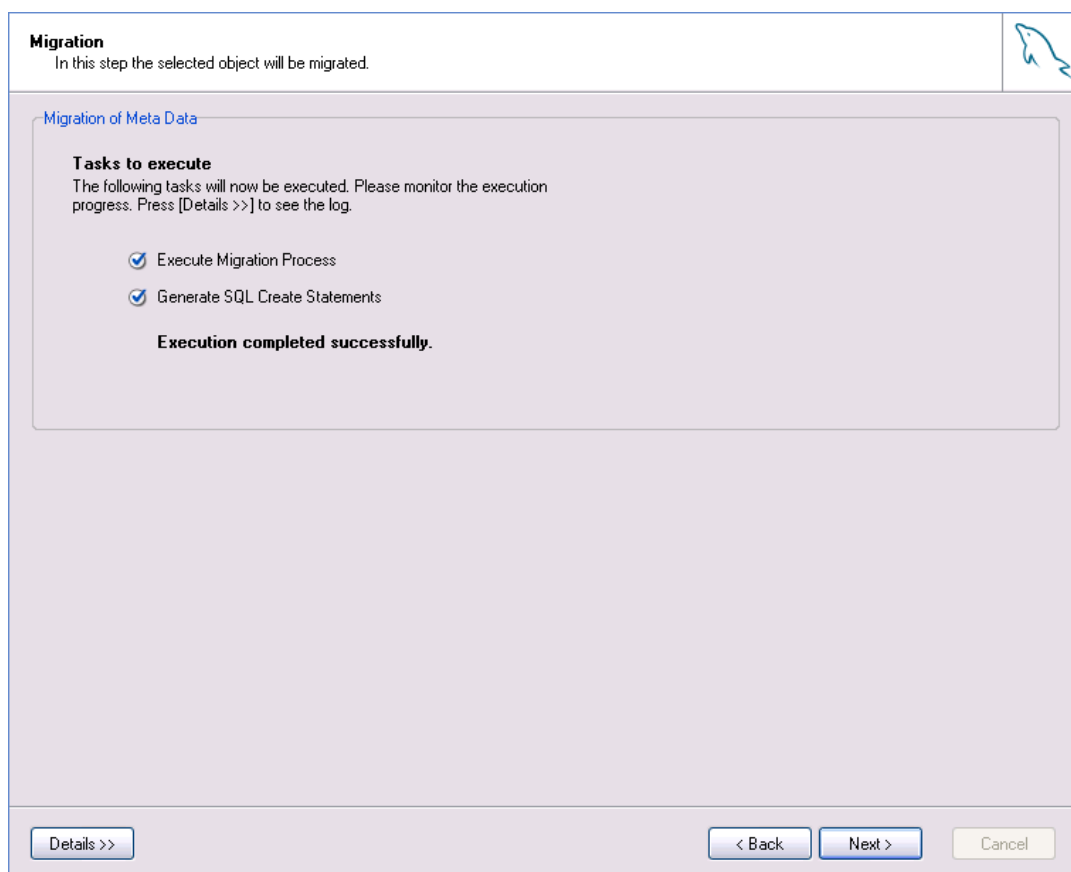 Migration
In this step the selected object will be migrated.
Migration of Meta Data
Tasks to execute
The following tasks will now be executed. Please monitor the execution
progress. Press [Details >>] to see the log.
Execute Migration Process
Generate SQL Create Statements
Execution completed successfully.
Details >>
< Back
Next >
Cancel